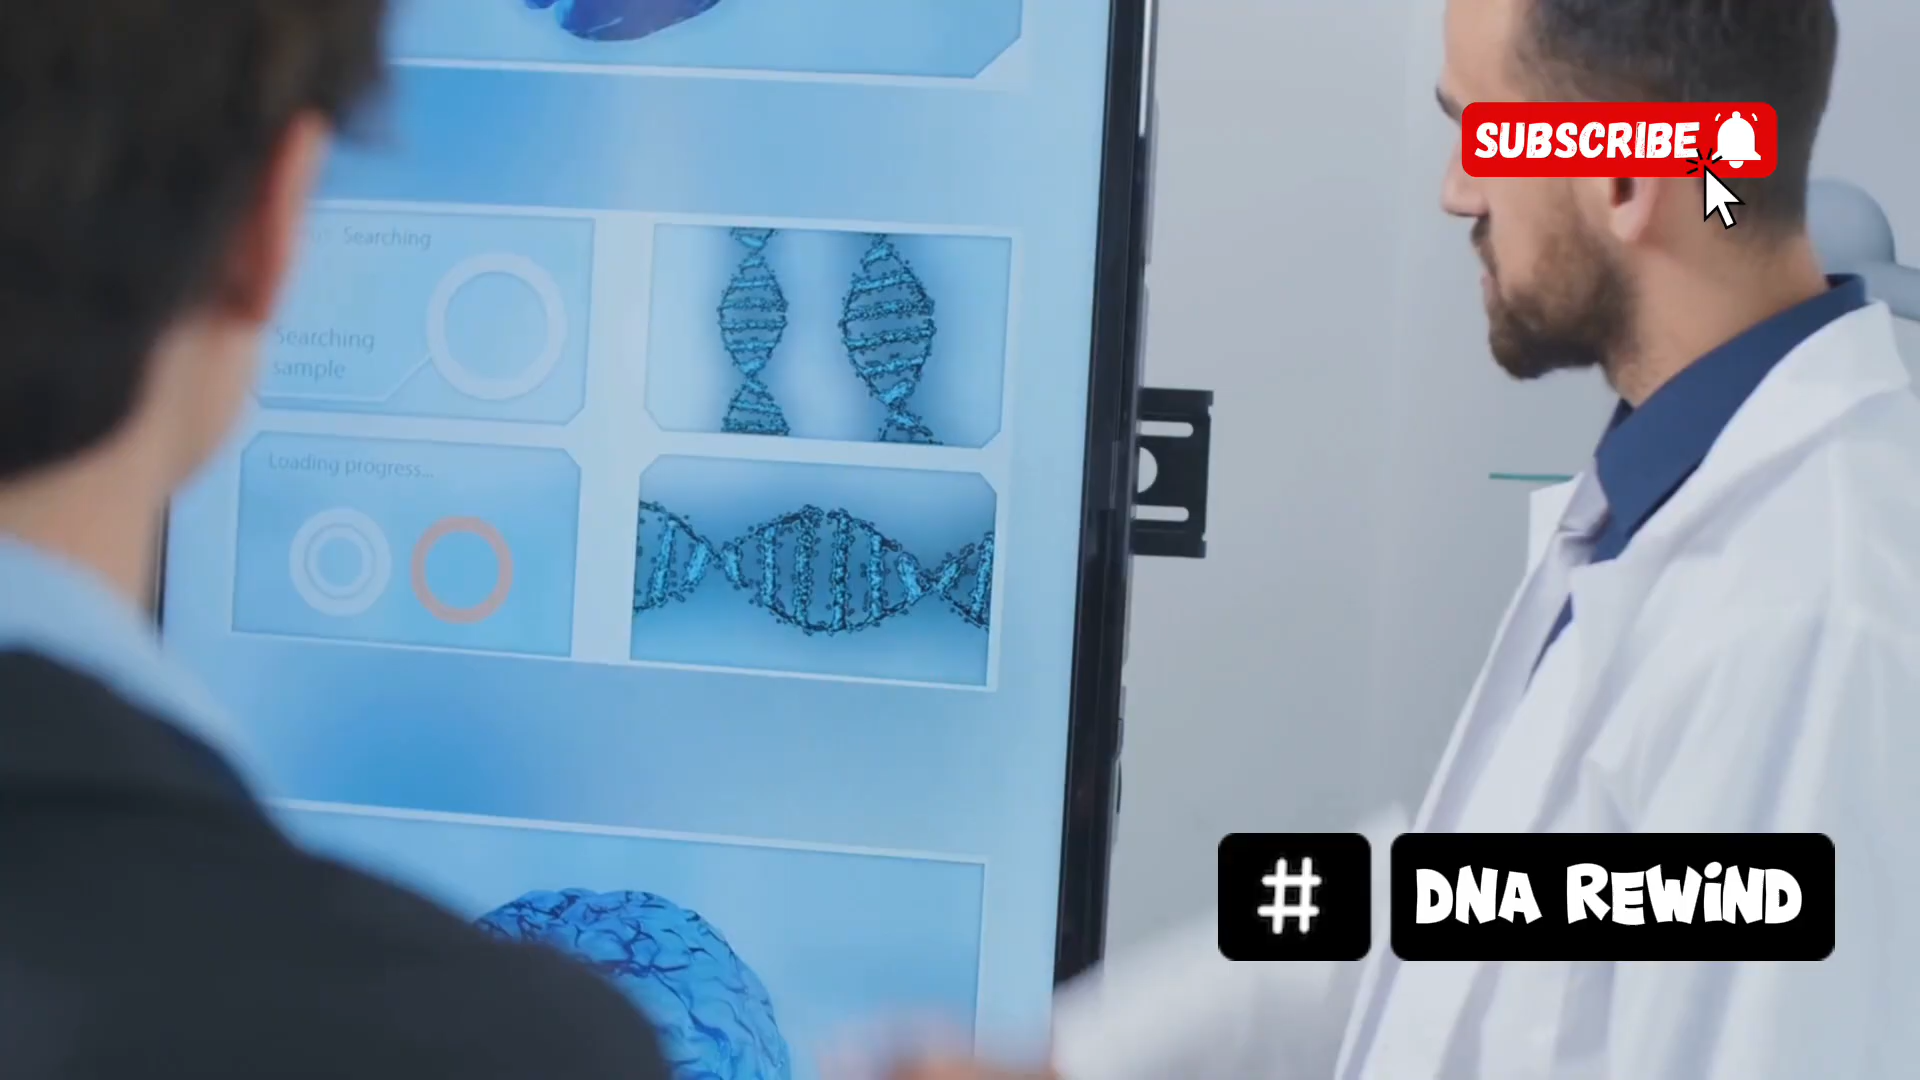 SUBSCRIBE
Searching
Searching
sample
Loading progress...
# DNA REWIND